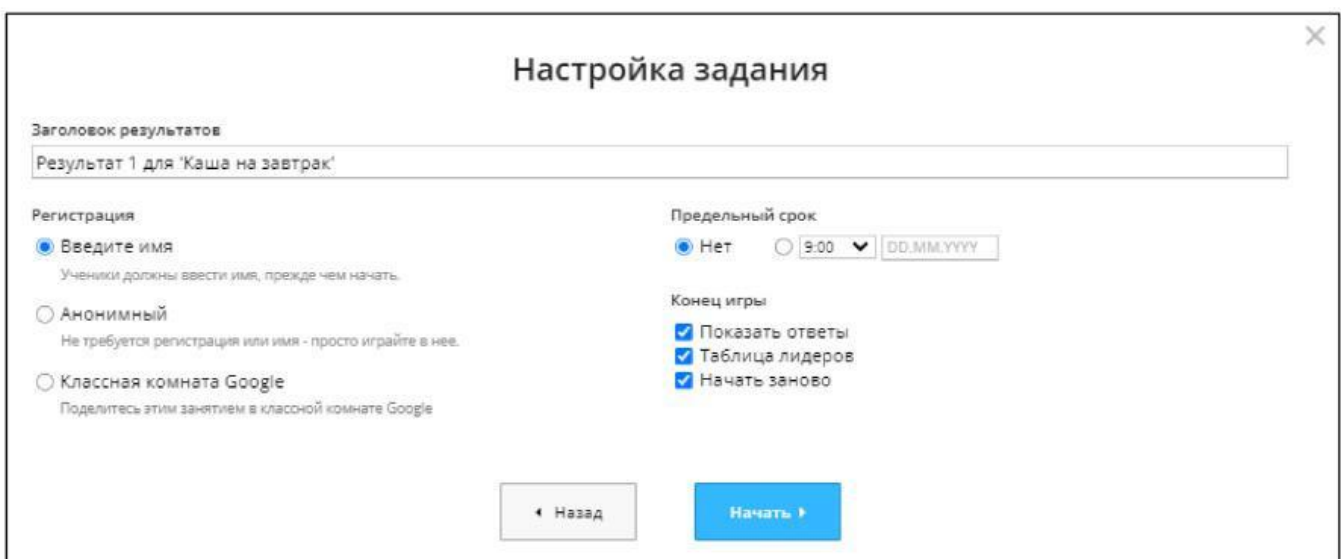 Настройка задания
Заголовок результатов
Результат 1 для 'Каша на завтрак'
Регистрация
Введите имя
Ученики должны ввести имя, прежде чем начать.
Анонимный
Не требуется регистрация или имя - просто играйте в нее.
Классная комната Google
Поделитесь этим занятием в классной комнате Google
Предельный срок
Нет 9:00 DD.MM.YYYY
Конец игры
Показать ответы
Таблица лидеров
Начать заново
Назад
Начать